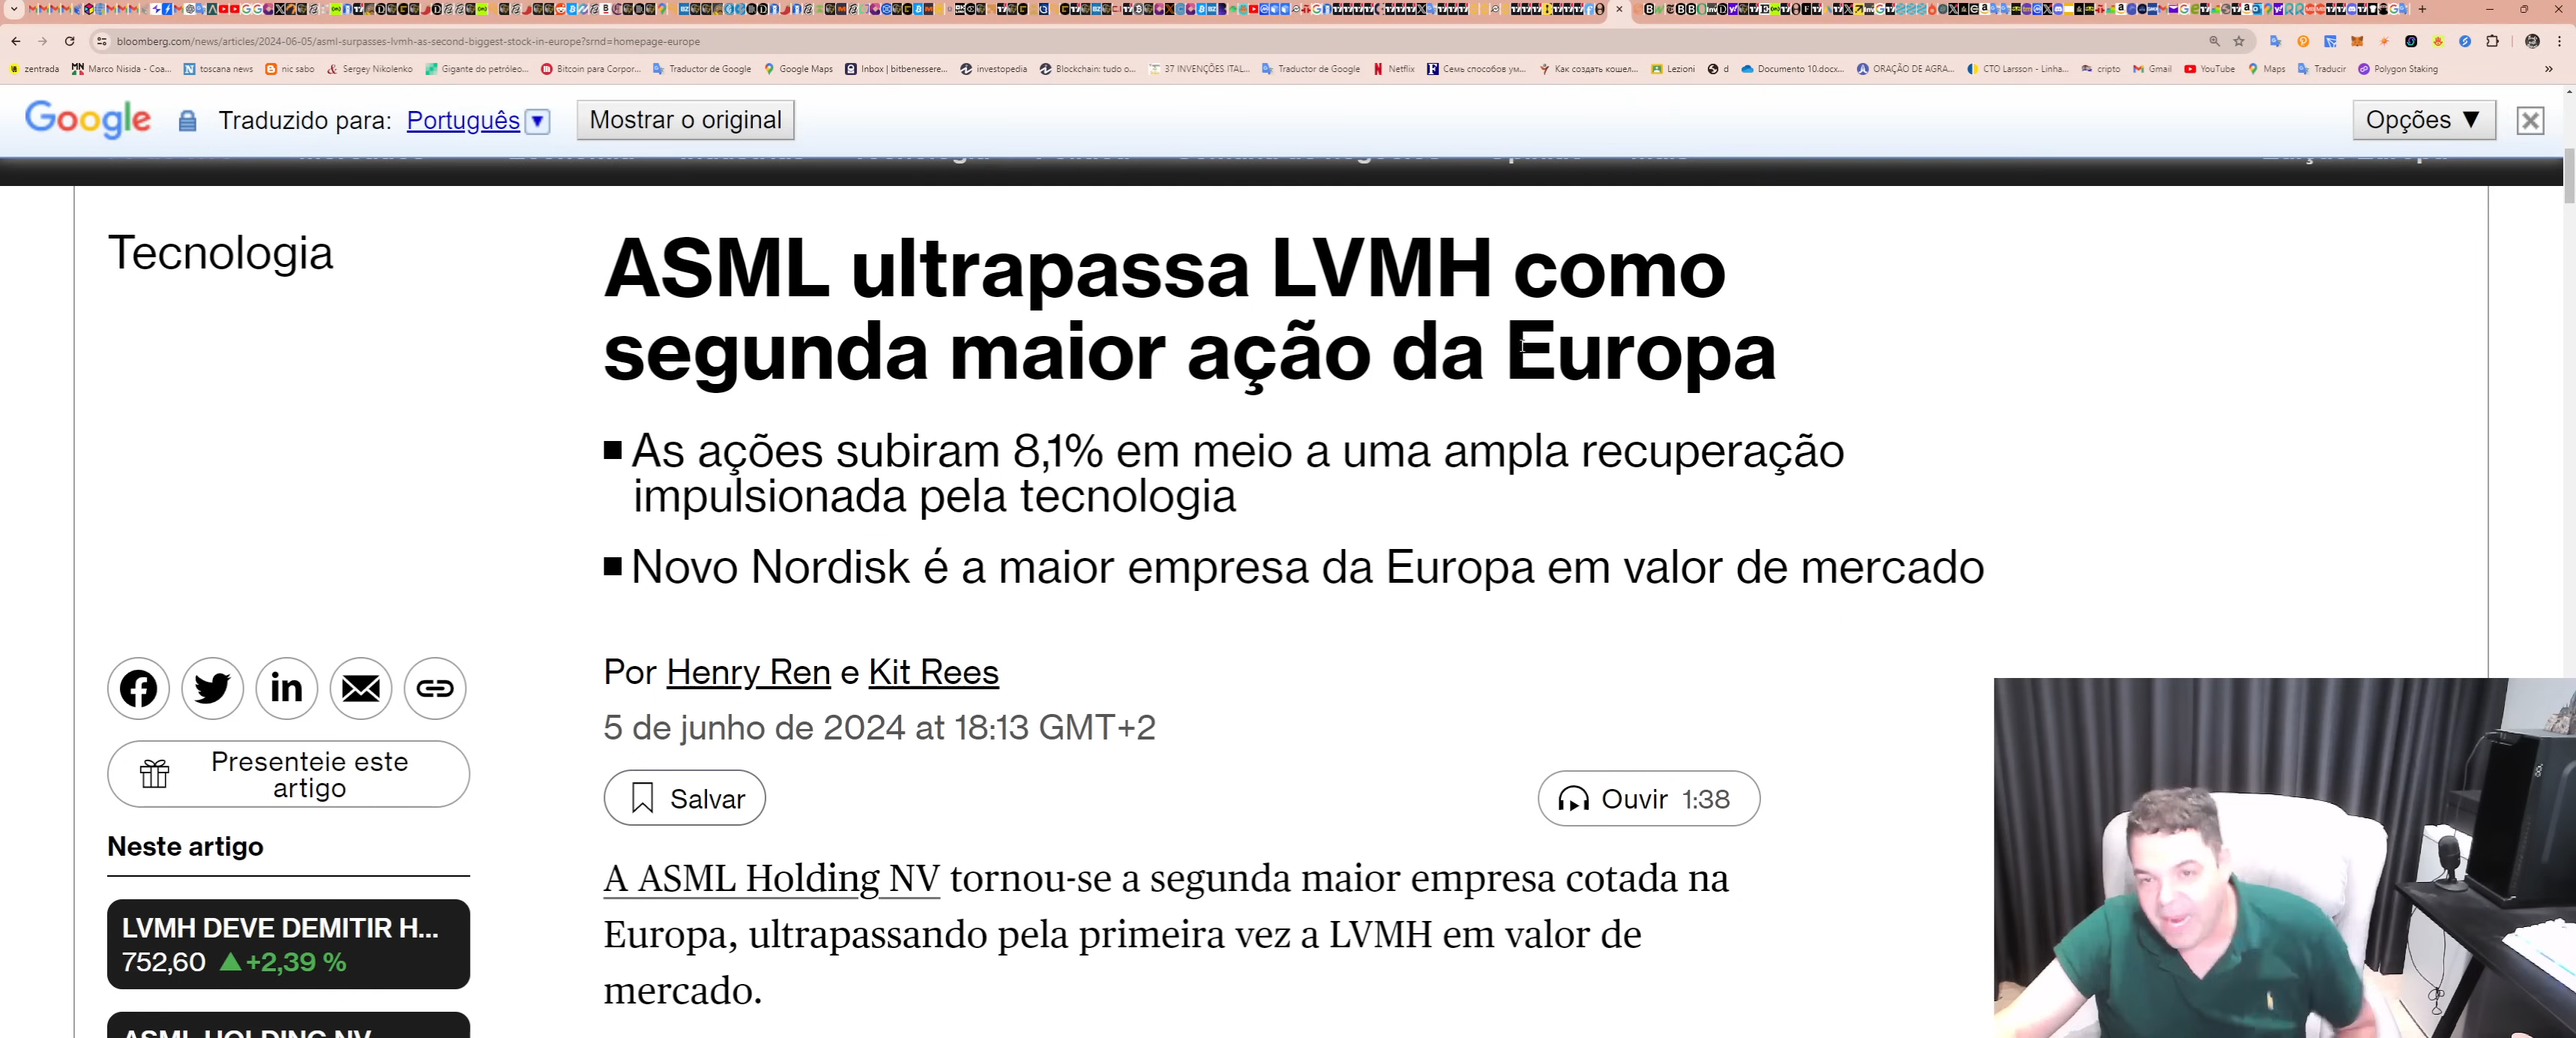 bloomberg.com/news/articles/2024-06-05/asml-surpasses-lvmh-as-second-biggest-stock-in-europe?srnd=homepage-europe
zentrada Marco Nisida - Coa... toscana news nic sabo Sergey Nikolenko Gigante do petróleo... Bitcoin para Corpor... Traductor de Google Google Maps Inbox | bitbenessere... investopedia Blockchain: tudo o... 37 INVENÇÕES ITAL... Traductor de Google Netflix Семь способов ум... Как создать кошел... Lezioni d Documento 10.docx... ORAÇÃO DE AGRA... CTO Larsson - Linha... cripto Gmail YouTube Maps Traducir Polygon Staking »
Google Traduzido para: Português Mostrar o original Opções ▼
Tecnologia
ASML ultrapassa LVMH como
segunda maior ação da Europa
■ As ações subiram 8,1% em meio a uma ampla recuperação
impulsionada pela tecnologia
■ Novo Nordisk é a maior empresa da Europa em valor de mercado
Por Henry Ren e Kit Rees
5 de junho de 2024 at 18:13 GMT+2
Presenteie este
artigo
Salvar
Ouvir 1:38
Neste artigo
LVMH DEVE DEMITIR H...
752,60 ▲+2,39 %
ASML HOLDING NV
A ASML Holding NV tornou-se a segunda maior empresa cotada na
Europa, ultrapassando pela primeira vez a LVMH em valor de
mercado.